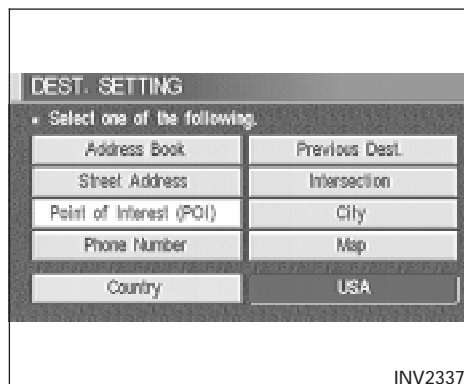 DEST. SETTING
Select one of the following.
Address Book Previous Dest.
Street Address Intersection
Point of Interest (POI) City
Phone Number Map
Country USA
INV2337